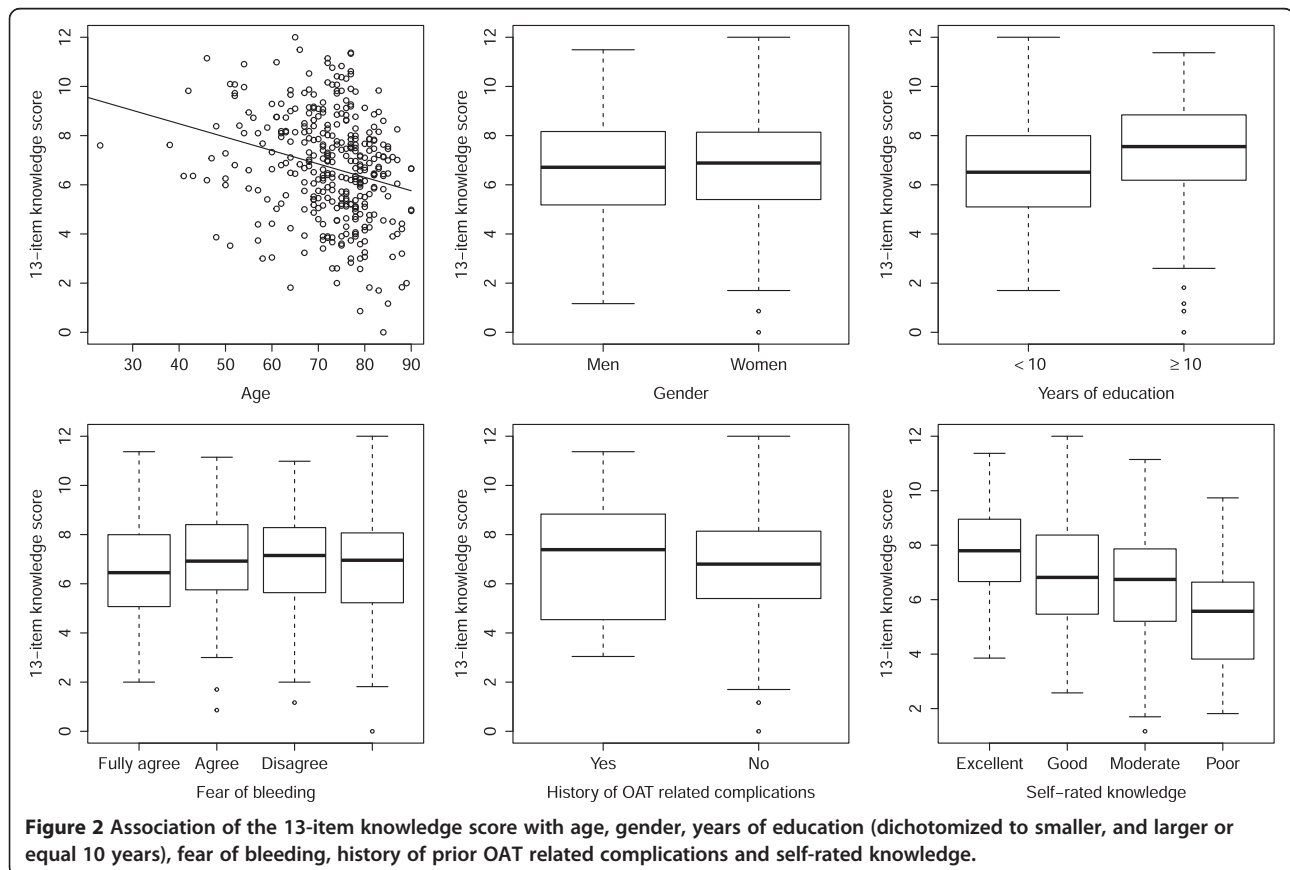 13−item knowledge score
0 2 4 6 8 10 12
30 40 50 60 70 80 90
Age
13−item knowledge score
0 2 4 6 8 10 12
Men Women
Gender
13−item knowledge score
0 2 4 6 8 10 12
< 10 ≥ 10
Years of education
13−item knowledge score
0 2 4 6 8 10 12
Fully agree Agree Disagree
Fear of bleeding
13−item knowledge score
0 2 4 6 8 10 12
Yes No
History of OAT related complications
13−item knowledge score
2 4 6 8 10 12
Excellent Good Moderate Poor
Self−rated knowledge
Figure 2 Association of the 13-item knowledge score with age, gender, years of education (dichotomized to smaller, and larger or
equal 10 years), fear of bleeding, history of prior OAT related complications and self-rated knowledge.